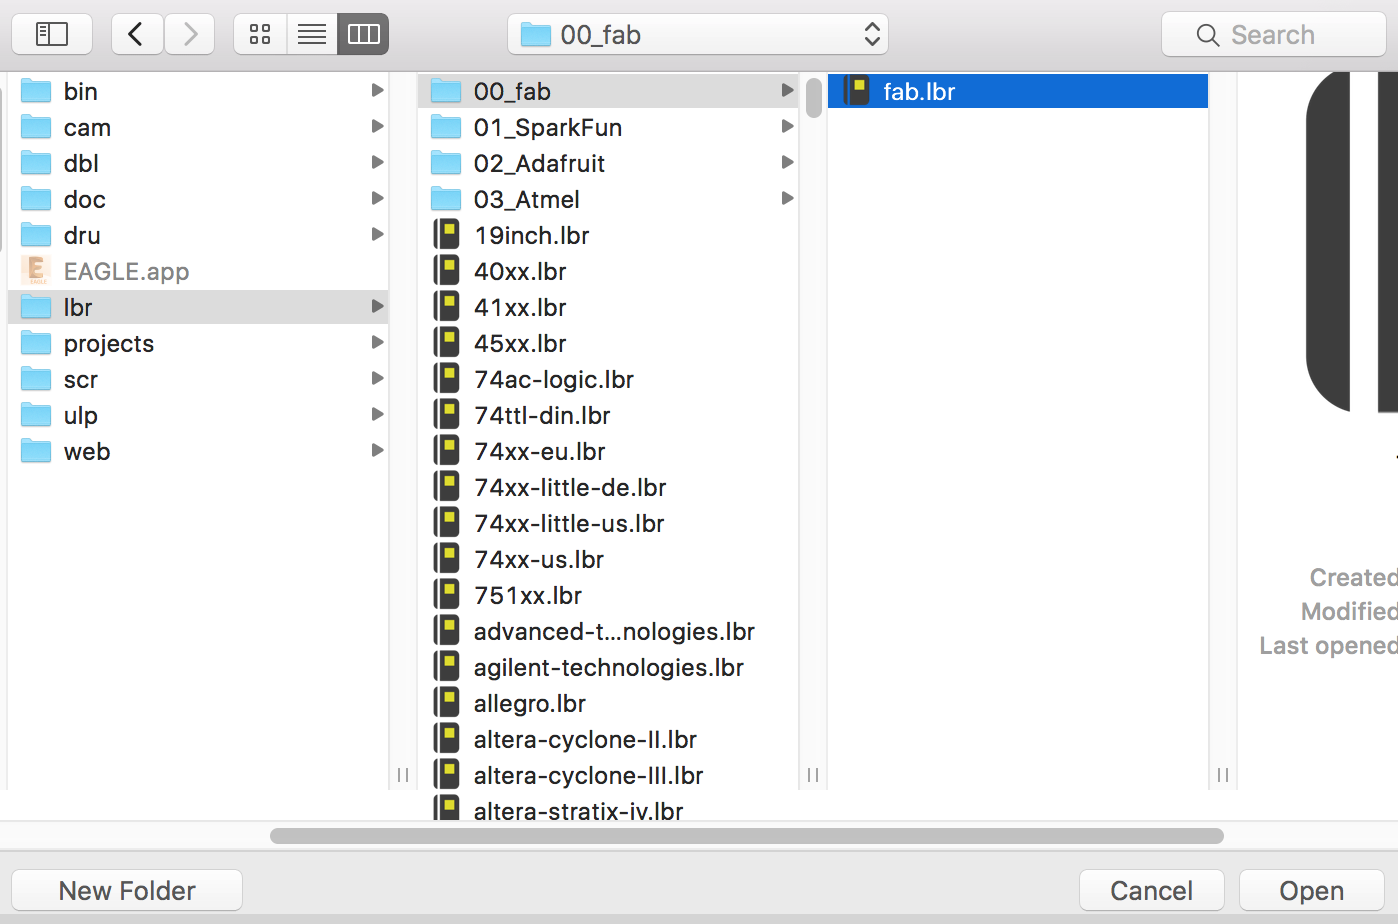 00_fab
Search
bin
cam
dbl
doc
dru
EAGLE.app
lbr
projects
scr
ulp
web
00_fab
01_SparkFun
02_Adafruit
03_Atmel
19inch.lbr
40xx.lbr
41xx.lbr
45xx.lbr
74ac-logic.lbr
74ttl-din.lbr
74xx-eu.lbr
74xx-little-de.lbr
74xx-little-us.lbr
74xx-us.lbr
751xx.lbr
advanced-t...nologies.lbr
agilent-technologies.lbr
allegro.lbr
altera-cyclone-II.lbr
altera-cyclone-III.lbr
altera-stratix-iv.lbr
fab.lbr
Created
Modified
Last opened
New Folder
Cancel
Open